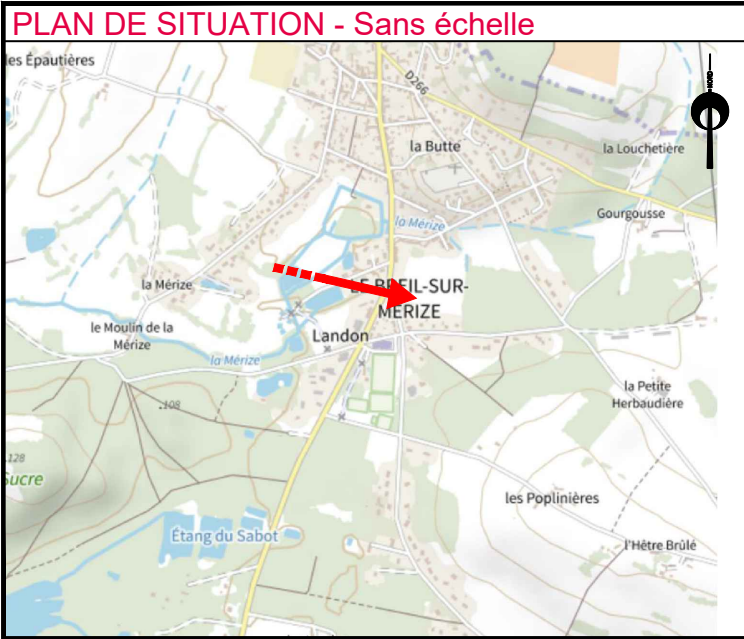 PLAN DE SITUATION - Sans échelle
les Épautières
NORD
D266
la Butte
la Louchetière
Gourgousse
la Mérize
la Mérize
LE BREIL-SUR-
MÉRIZE
le Moulin de la
Mérize
Landon
la Mérize
la Petite
Herbaudière
.108
.128
Sucre
les Poplinières
Étang du Sabot
l'Hêtre Brûlé